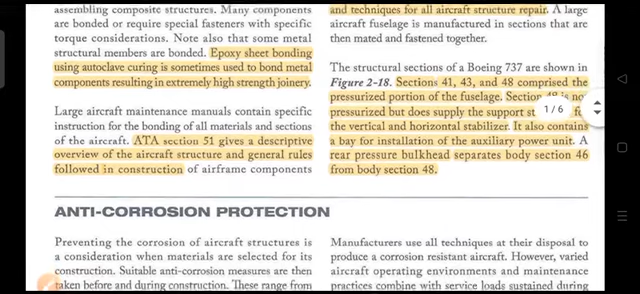 assembling composite structures. Many components
are bonded or require special fasteners with specific
torque considerations. Note also that some metal
structural members are bonded. Epoxy sheet bonding
using autoclave curing is sometimes used to bond metal
components resulting in extremely high strength joinery.
Large aircraft maintenance manuals contain specific
instruction for the bonding of all materials and sections
of the aircraft. ATA section 51 gives a descriptive
overview of the aircraft structure and general rules
followed in construction of airframe components
and techniques for all aircraft structure repair. A large
aircraft fuselage is manufactured in sections that are
then mated and fastened together.
The structural sections of a Boeing 737 are shown in
Figure 2-18. Sections 41, 43, and 48 comprised the
pressurized portion of the fuselage. Section 48 is no
pressurized but does supply the support st
the vertical and horizontal stabilizer. It also contains
a bay for installation of the auxiliary power unit. A
rear pressure bulkhead separates body section 46
from body section 48.
1/6
ANTI-CORROSION PROTECTION
Preventing the corrosion of aircraft structures is
a consideration when materials are selected for its
construction. Suitable anti-corrosion measures are then
taken before and during construction. These range from
Manufacturers use all techniques at their disposal to
produce a corrosion resistant aircraft. However, varied
aircraft operating environments and maintenance
practices combine with service loads sustained during